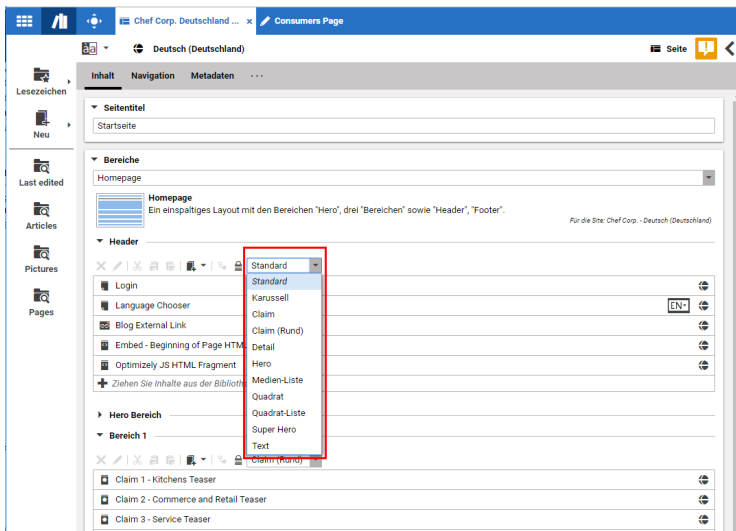 Chef Corp. Deutschland ... x
Consumers Page
àa
Deutsch (Deutschland)
Seite
Lesezeichen
Neu
Last edited
Articles
Pictures
Pages
Inhalt Navigation Metadaten ...
Seitentitel
Startseite
Bereiche
Homepage
Homepage
Ein einspaltiges Layout mit den Bereichen "Hero", drei "Bereichen" sowie "Header", "Footer".
Für die Site: Chef Corp. - Deutsch (Deutschland)
Header
Standard
Standard
Karussell
Claim
Claim (Rund)
Detail
Hero
Medien-Liste
Quadrat
Quadrat-Liste
Super Hero
Text
Login
Language Chooser
EN
Blog External Link
Embed - Beginning of Page HTM
Optimizely JS HTML Fragment
Ziehen Sie Inhalte aus der Biblioth
Hero Bereich
Bereich 1
Claim (Rund)
Claim 1 - Kitchens Teaser
Claim 2 - Commerce and Retail Teaser
Claim 3 - Service Teaser